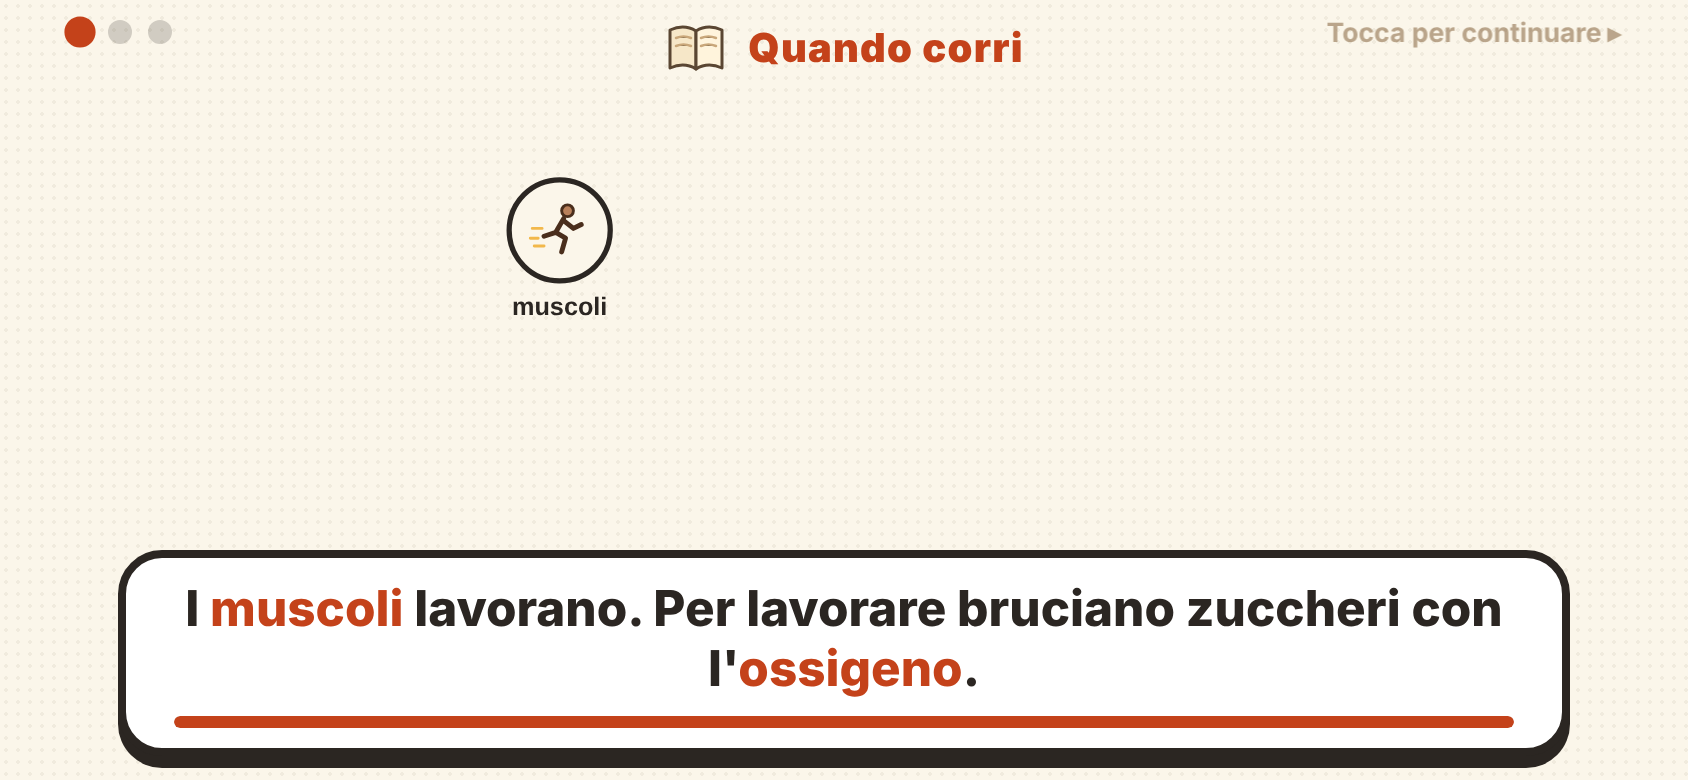 Quando corri
Tocca per continuare ▸
muscoli
I muscoli lavorano. Per lavorare bruciano zuccheri con
l'ossigeno.